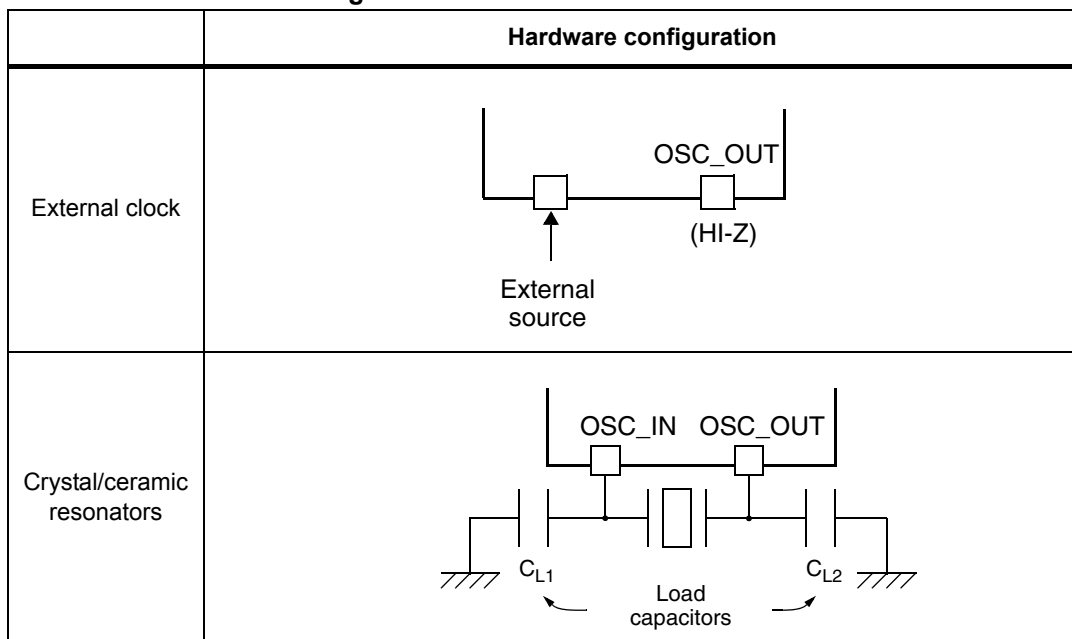 Hardware configuration
External clock
OSC_OUT
(HI-Z)
External
source
Crystal/ceramic
resonators
OSC_IN OSC_OUT
CL1
CL2
Load
capacitors